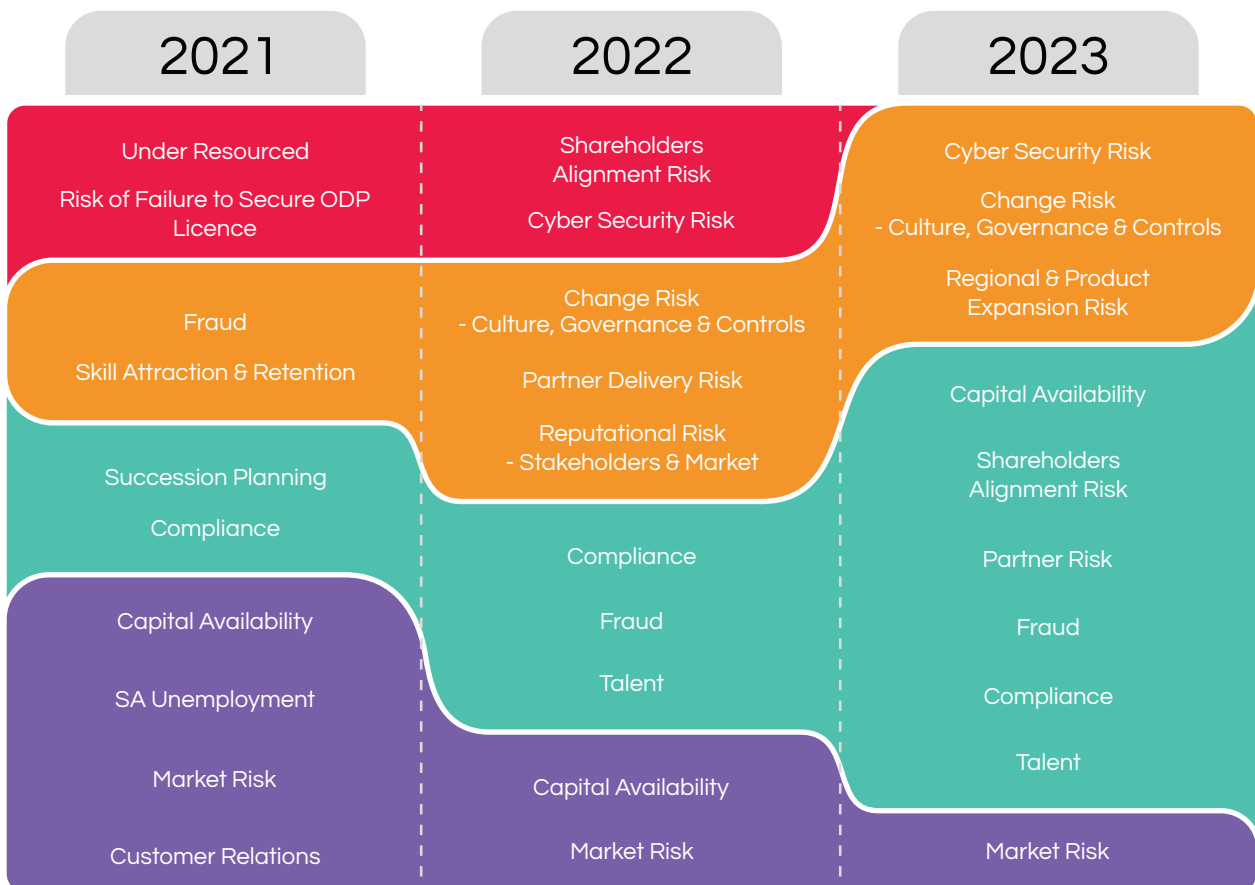 2021
Under Resourced
Risk of Failure to Secure ODP
Licence
Fraud
Skill Attraction & Retention
Succession Planning
Compliance
Capital Availability
SA Unemployment
Market Risk
Customer Relations
2022
Shareholders
Alignment Risk
Cyber Security Risk
Change Risk
- Culture, Governance & Controls
Partner Delivery Risk
Reputational Risk
- Stakeholders & Market
Compliance
Fraud
Talent
Capital Availability
Market Risk
2023
Cyber Security Risk
Change Risk
- Culture, Governance & Controls
Regional & Product
Expansion Risk
Capital Availability
Shareholders
Alignment Risk
Partner Risk
Fraud
Compliance
Talent
Market Risk